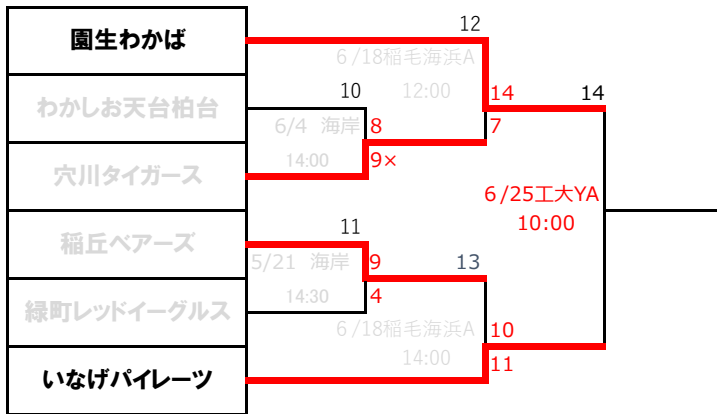 園生わかば
わかしお天台柏台
穴川タイガース
稲丘ベアーズ
緑町レッドイーグルス
いなげパイレーツ
10
6/4 海岸
14:00
8
9×
11
5/21 海岸
14:30
9
4
12
6/18稲毛海浜A
12:00
14
7
13
6/18稲毛海浜A
14:00
10
11
14
6/25工大YA
10:00